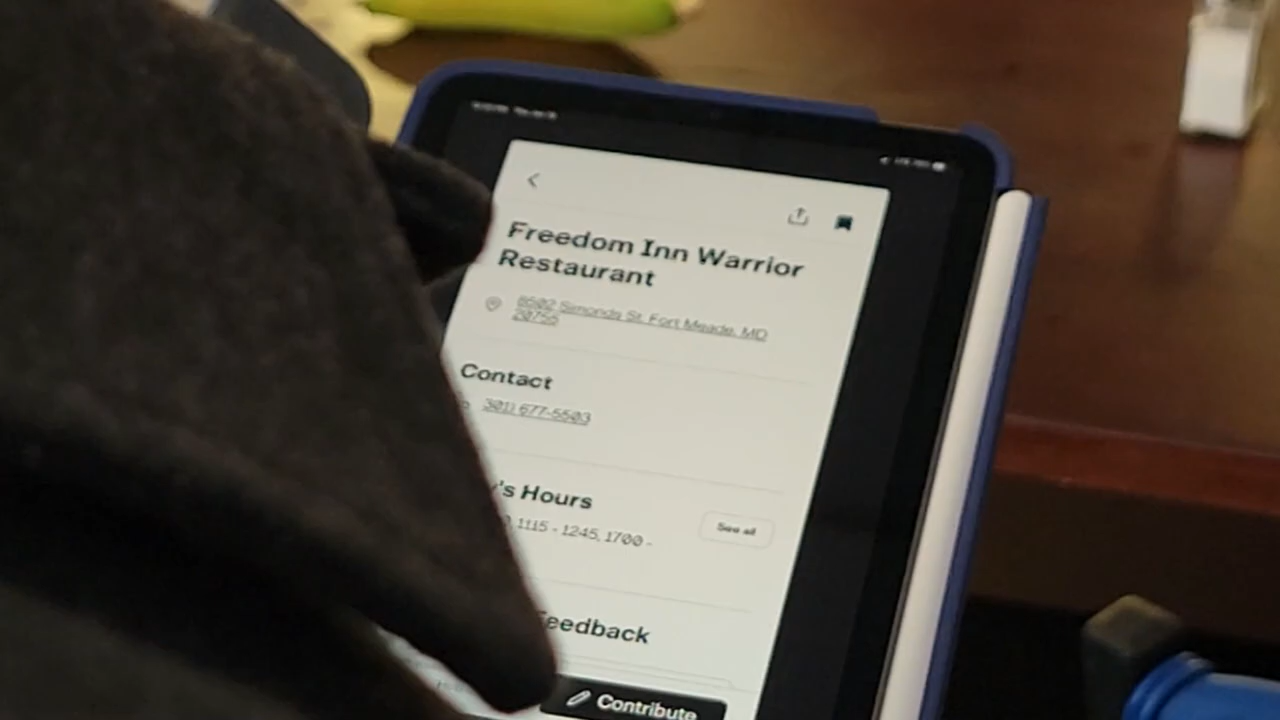 Freedom Inn Warrior
Restaurant
8502 Simonds St, Fort Meade, MD
20755
Contact
301) 677-5503
's Hours
1115 - 1245, 1700 -
See all
Feedback
Contribute